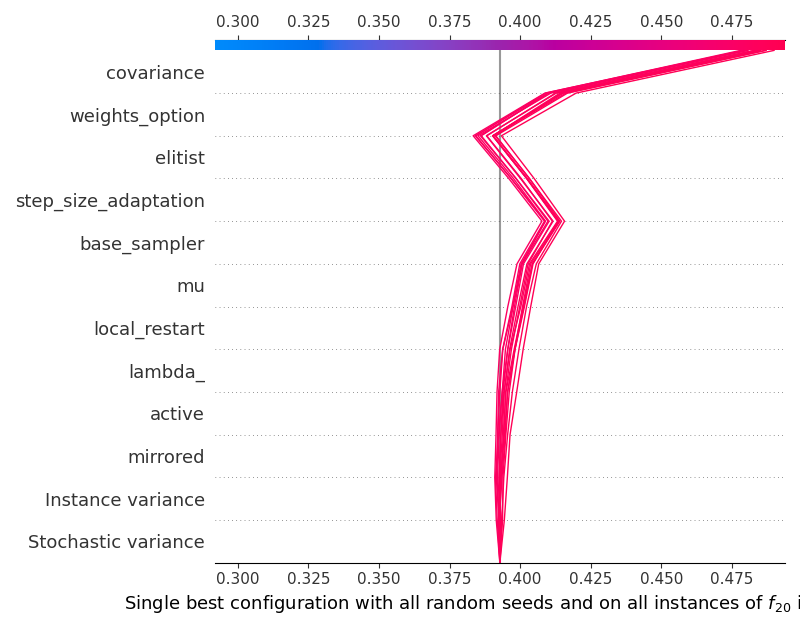 0.300 0.325 0.350 0.375 0.400 0.425 0.450 0.475
covariance
weights_option
elitist
step_size_adaptation
base_sampler
mu
local_restart
lambda_
active
mirrored
Instance variance
Stochastic variance
0.300 0.325 0.350 0.375 0.400 0.425 0.450 0.475
Single best configuration with all random seeds and on all instances of f20 i